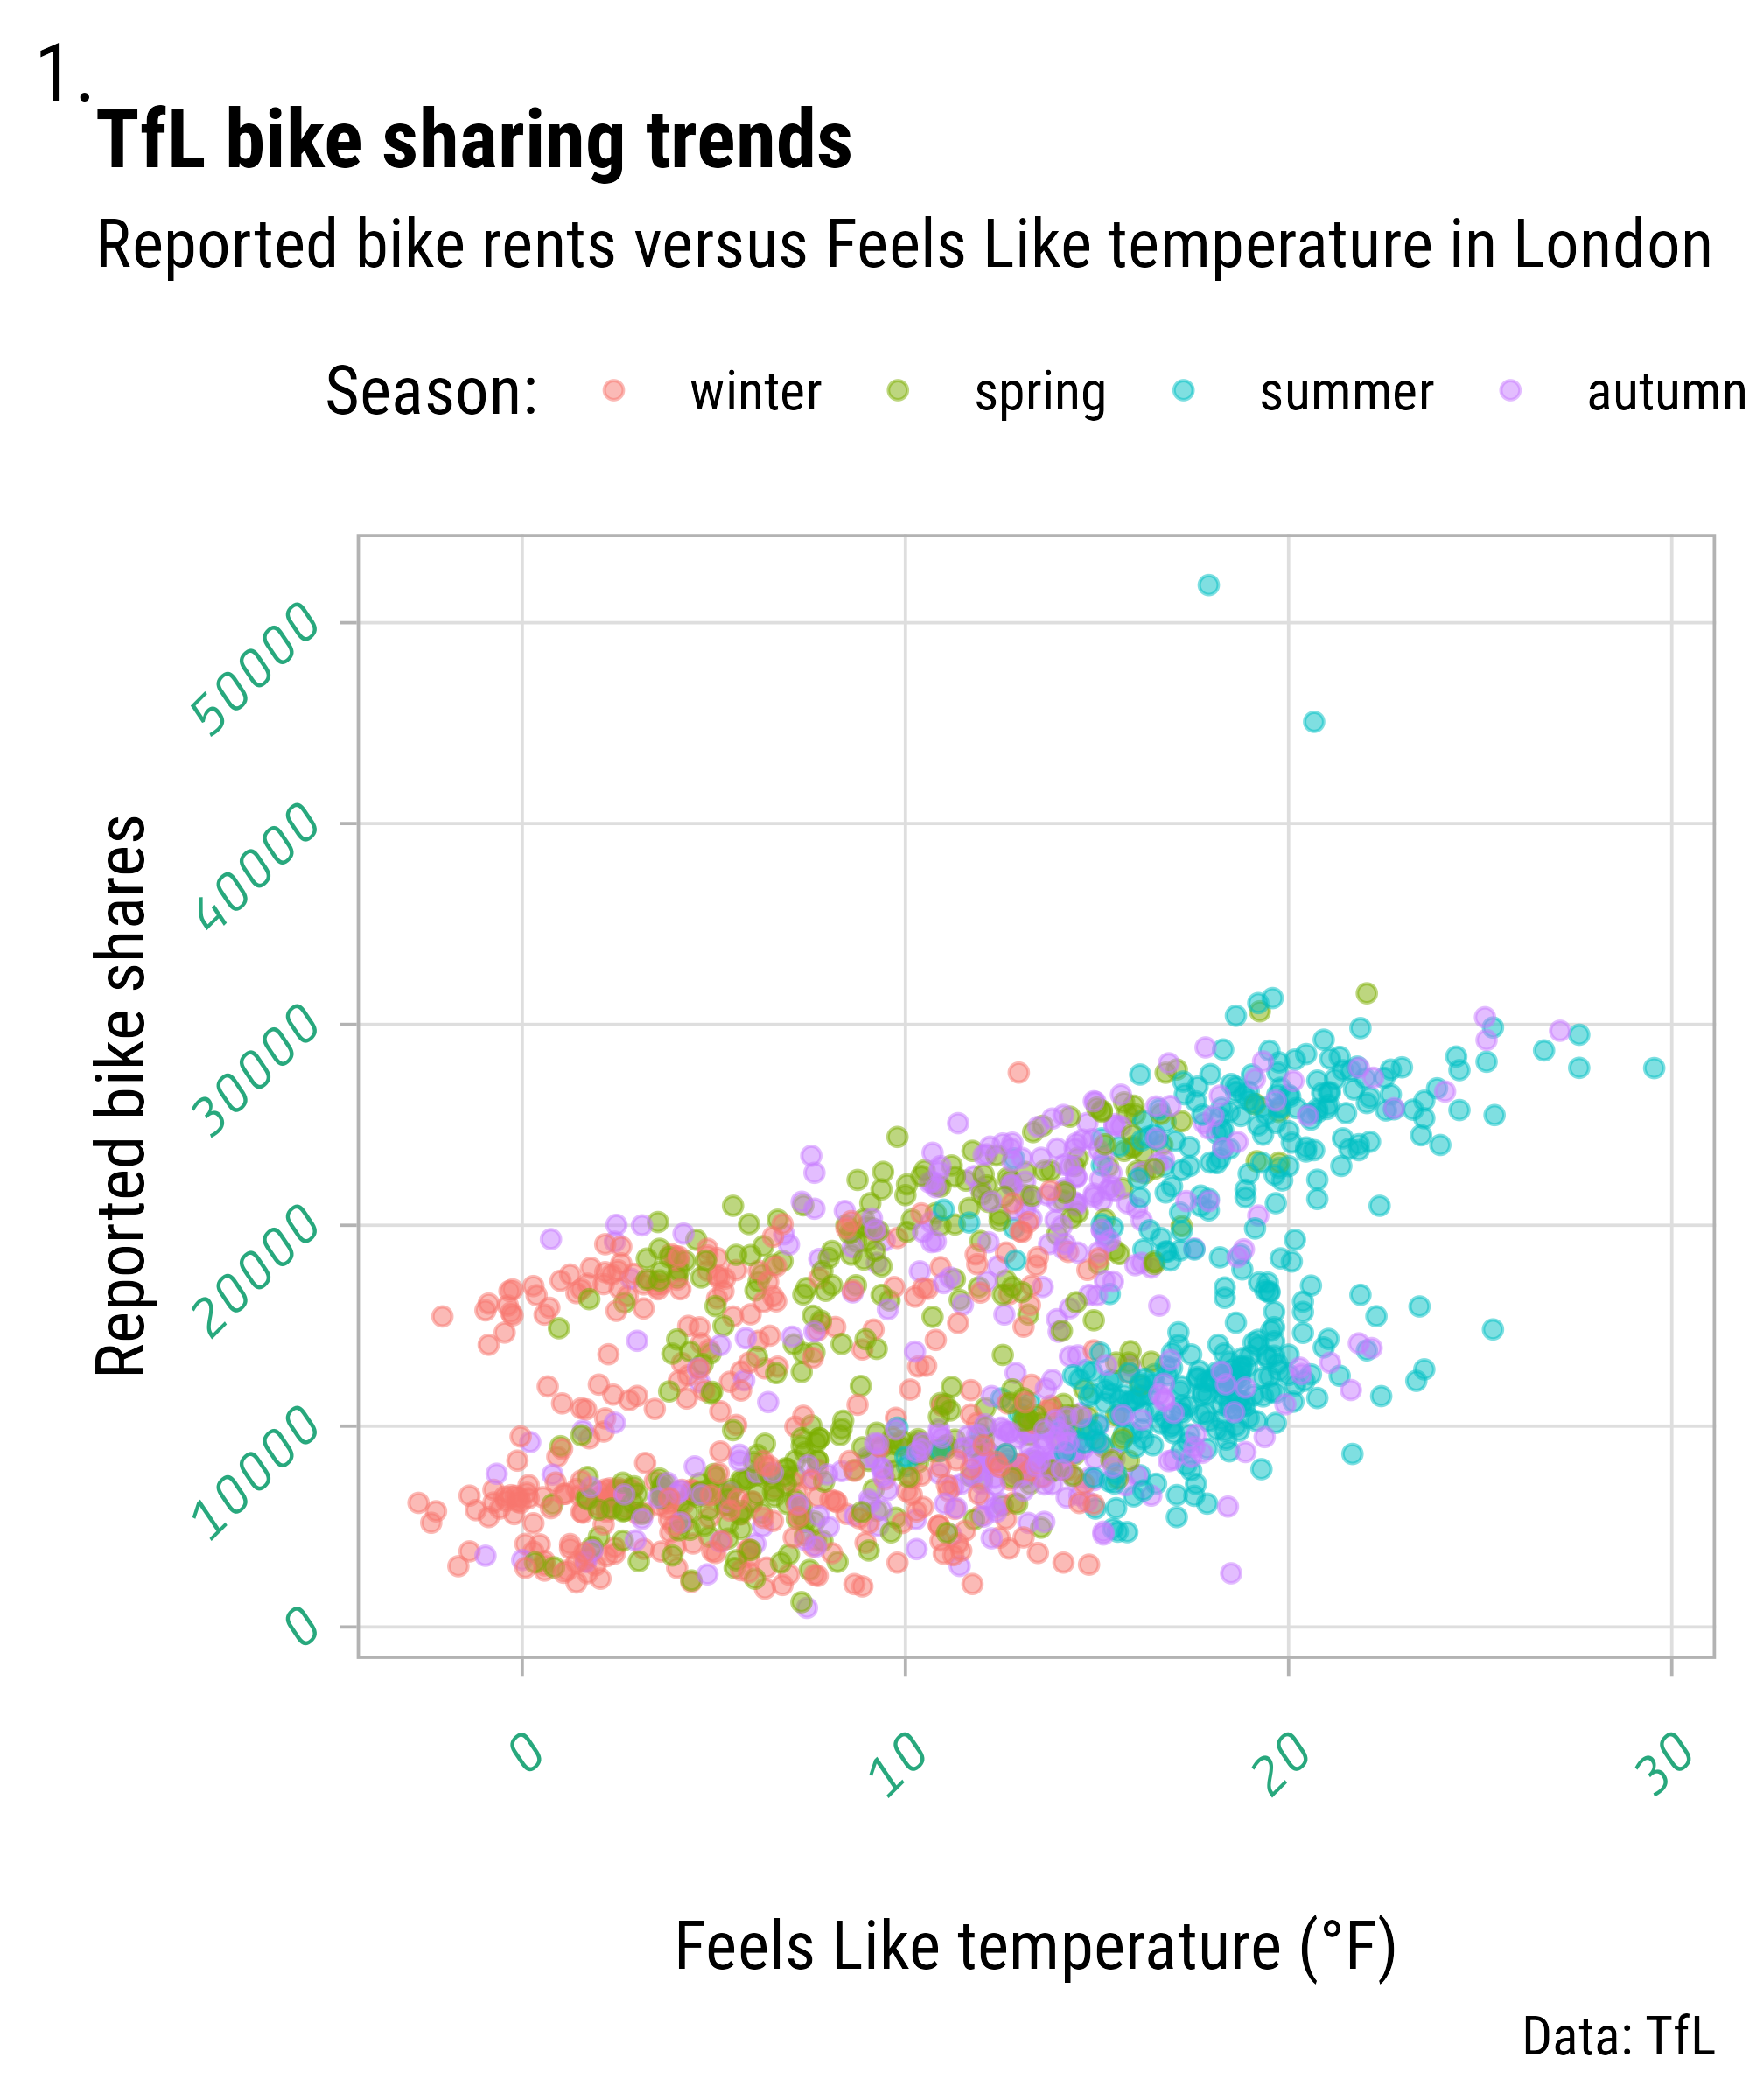 1.
TfL bike sharing trends
Reported bike rents versus Feels Like temperature in London
Season: winter spring summer autumn
Reported bike shares
50000
40000
30000
20000
10000
0
0 10 20 30
Feels Like temperature (°F)
Data: TfL